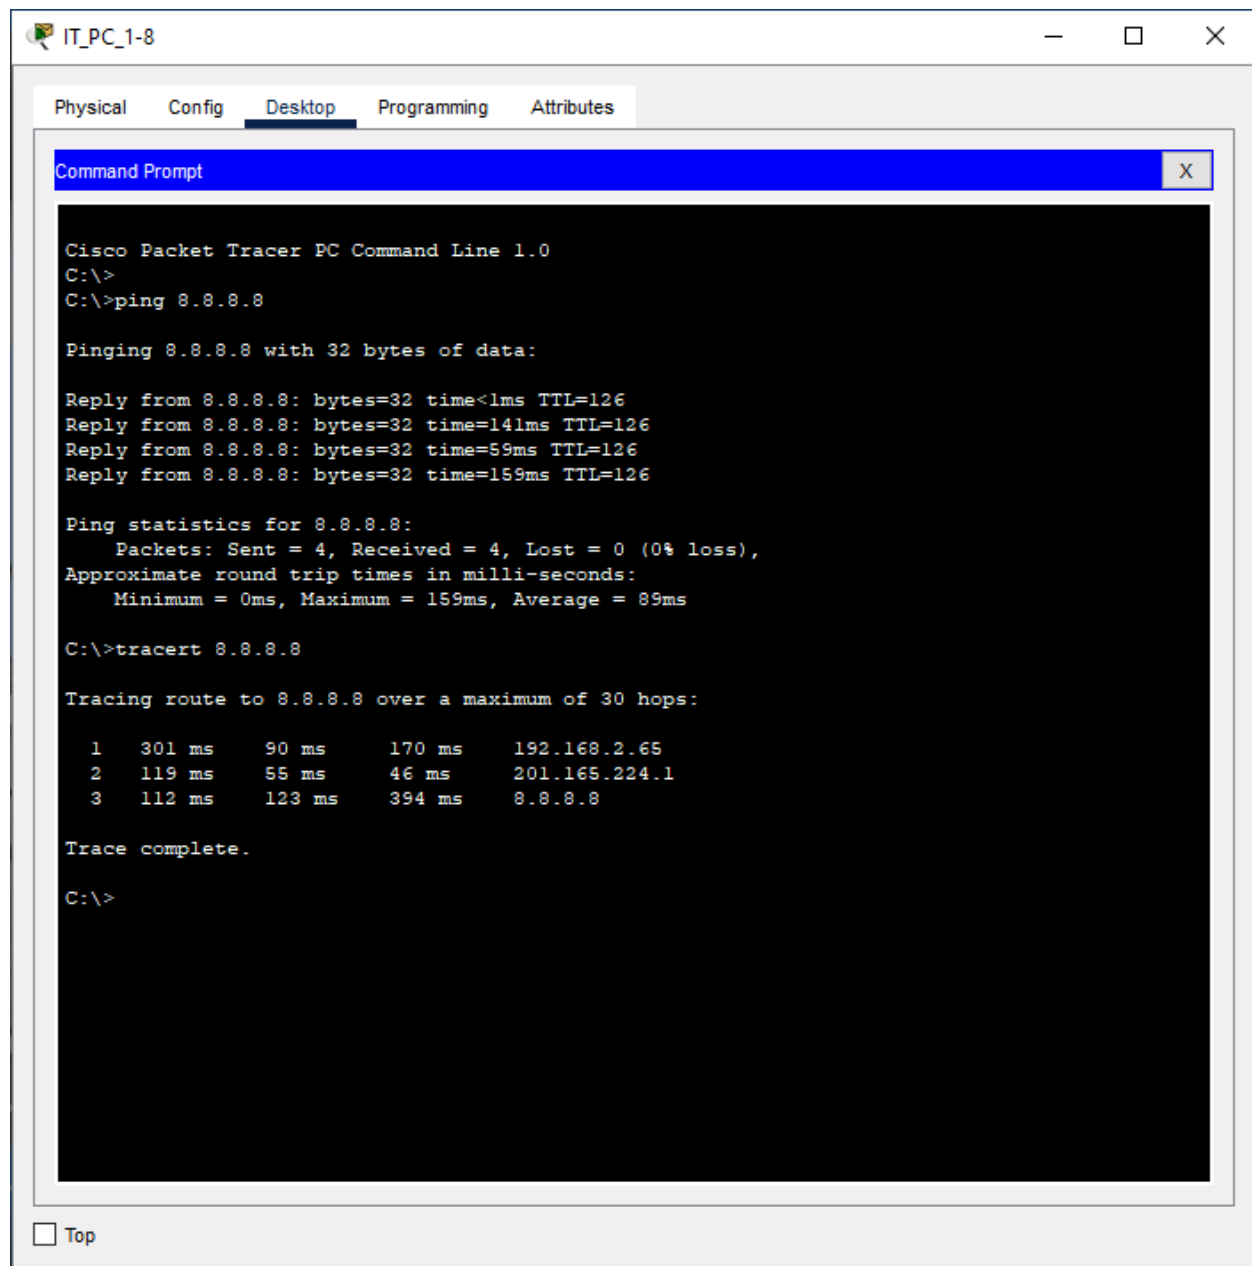 IT_PC_1-8
Physical Config Desktop Programming Attributes
Command Prompt X
Cisco Packet Tracer PC Command Line 1.0
C:\>
C:\>ping 8.8.8.8
Pinging 8.8.8.8 with 32 bytes of data:
Reply from 8.8.8.8: bytes=32 time<1ms TTL=126
Reply from 8.8.8.8: bytes=32 time=141ms TTL=126
Reply from 8.8.8.8: bytes=32 time=59ms TTL=126
Reply from 8.8.8.8: bytes=32 time=159ms TTL=126
Ping statistics for 8.8.8.8:
Packets: Sent = 4, Received = 4, Lost = 0 (0% loss),
Approximate round trip times in milli-seconds:
Minimum = 0ms, Maximum = 159ms, Average = 89ms
C:\>tracert 8.8.8.8
Tracing route to 8.8.8.8 over a maximum of 30 hops:
1 301 ms 90 ms 170 ms 192.168.2.65
2 119 ms 55 ms 46 ms 201.165.224.1
3 112 ms 123 ms 394 ms 8.8.8.8
Trace complete.
C:\>
Top